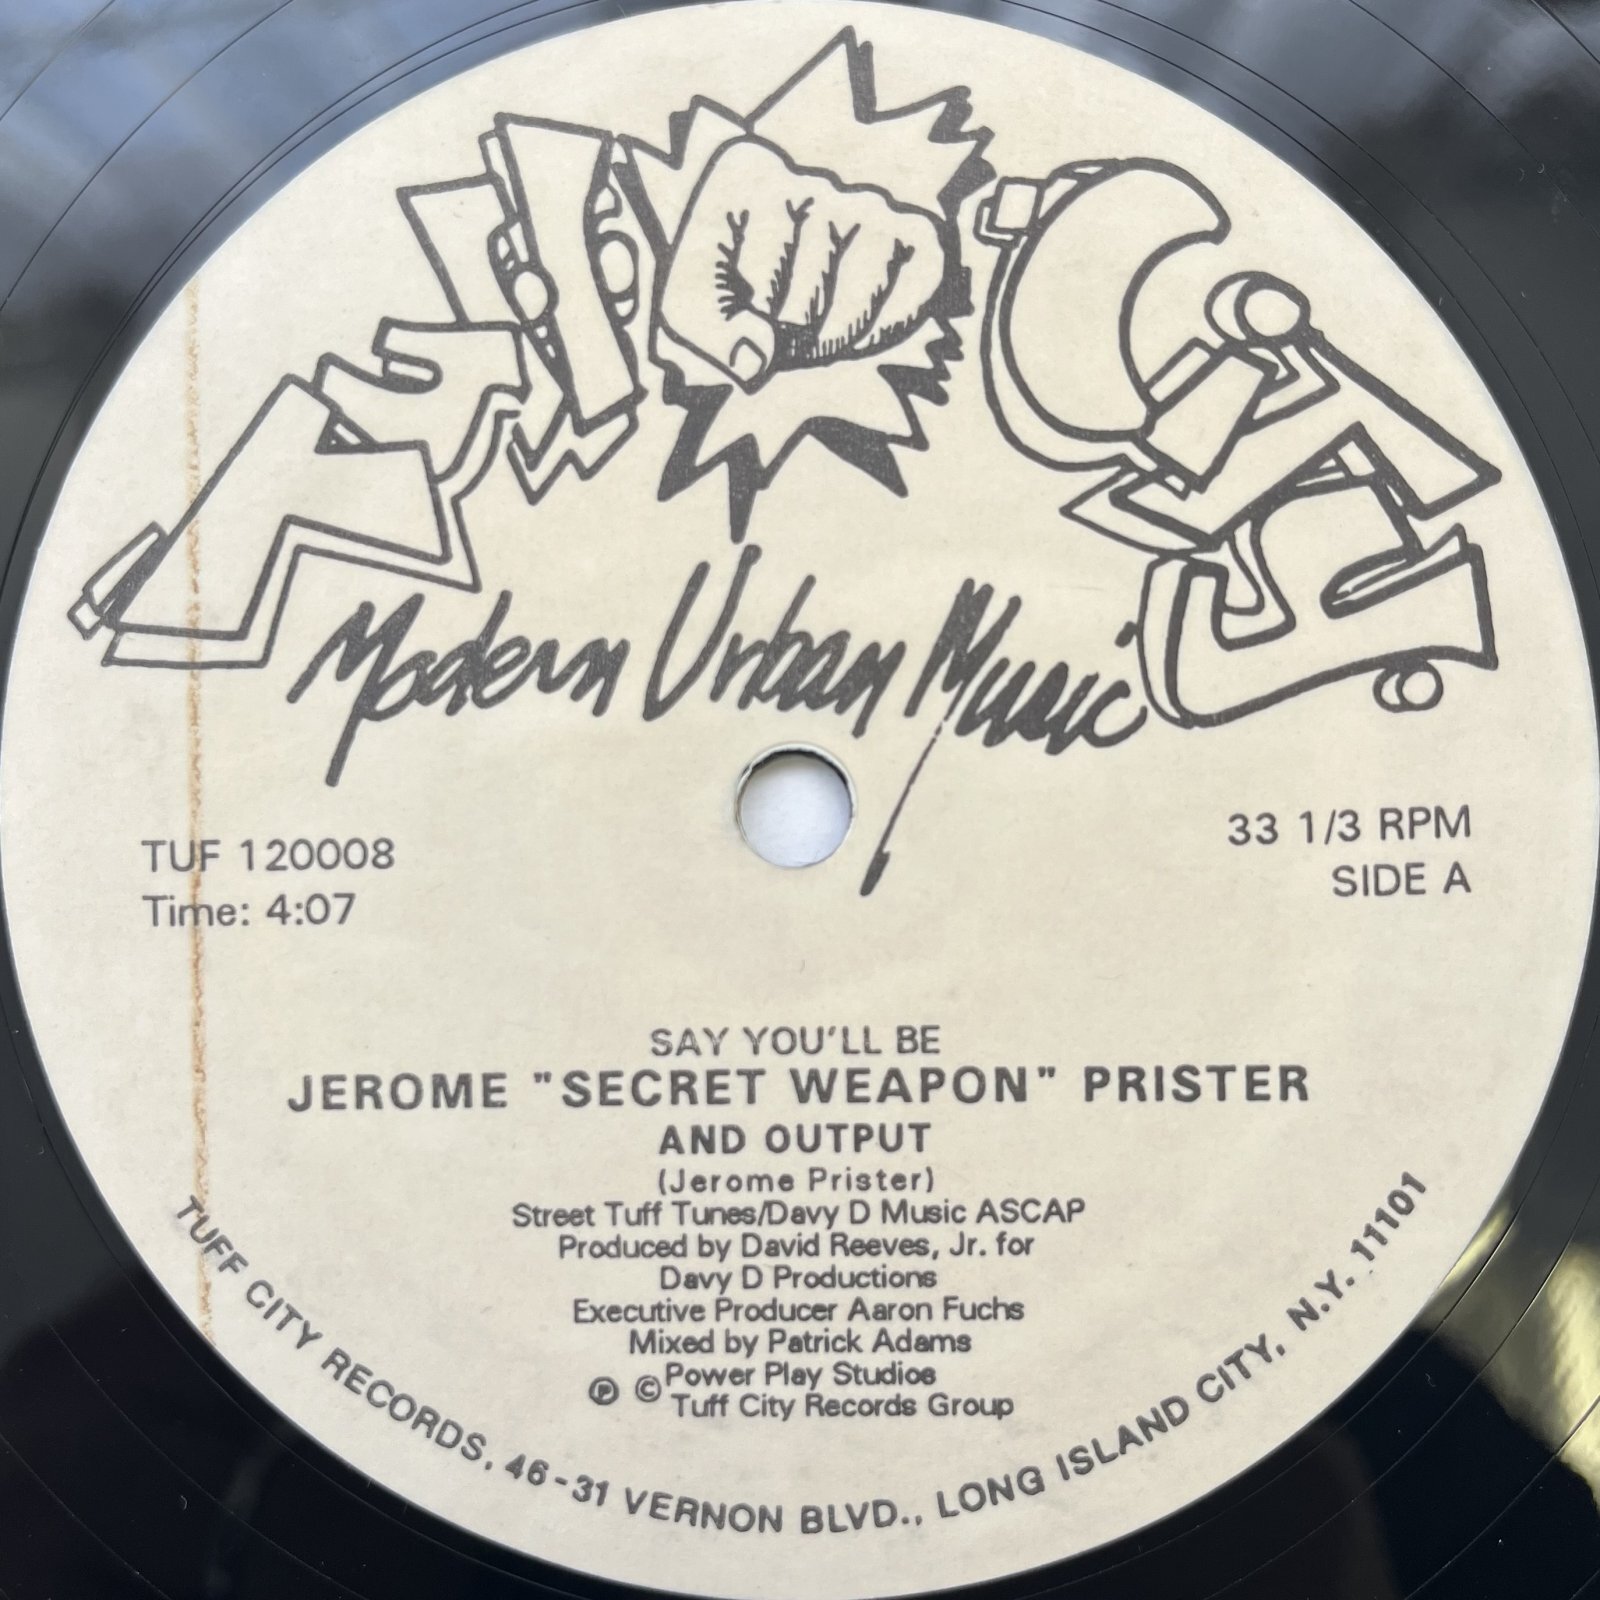 TUFF CITY
Modern Urban Music
TUF 120008
Time: 4:07
33 1/3 RPM
SIDE A
SAY YOU'LL BE
JEROME "SECRET WEAPON" PRISTER
AND OUTPUT
(Jerome Prister)
Street Tuff Tunes/Davy D Music ASCAP
Produced by David Reeves, Jr. for
Davy D Productions
Executive Producer Aaron Fuchs
Mixed by Patrick Adams
Power Play Studios
℗ © Tuff City Records Group
TUFF CITY RECORDS, 46-31 VERNON BLVD., LONG ISLAND CITY, N.Y. 11101